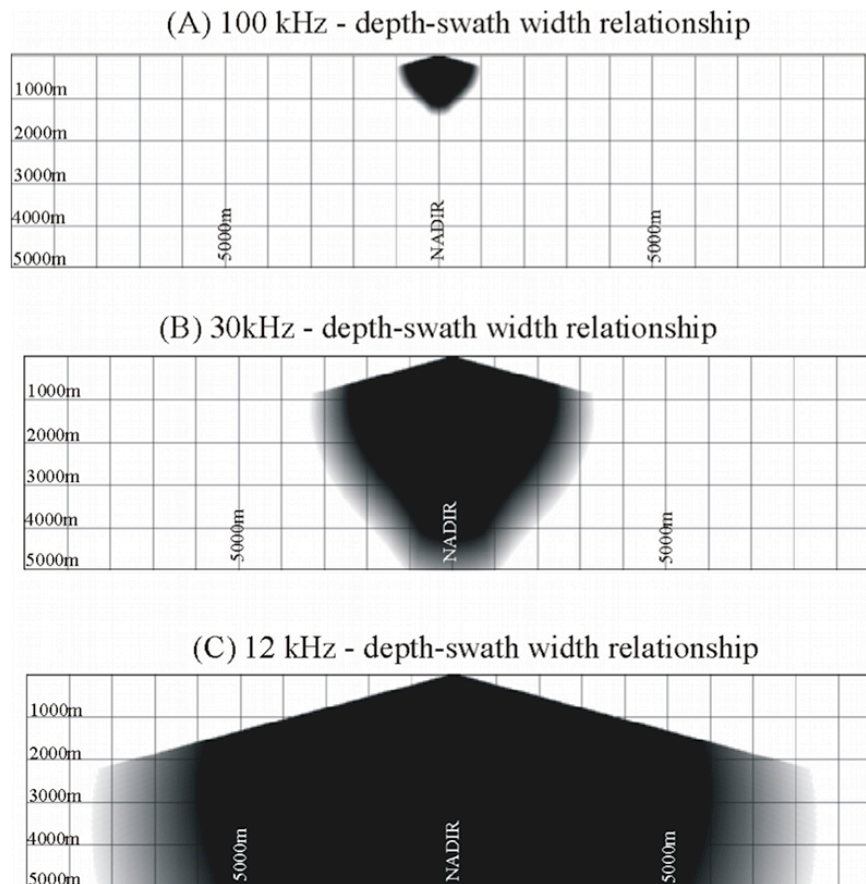 (A) 100 kHz - depth-swath width relationship
1000m
2000m
3000m
4000m
5000m
5000m
NADIR
5000m
(B) 30kHz - depth-swath width relationship
1000m
2000m
3000m
4000m
5000m
5000m
NADIR
5000m
(C) 12 kHz - depth-swath width relationship
1000m
2000m
3000m
4000m
5000m
5000m
NADIR
5000m